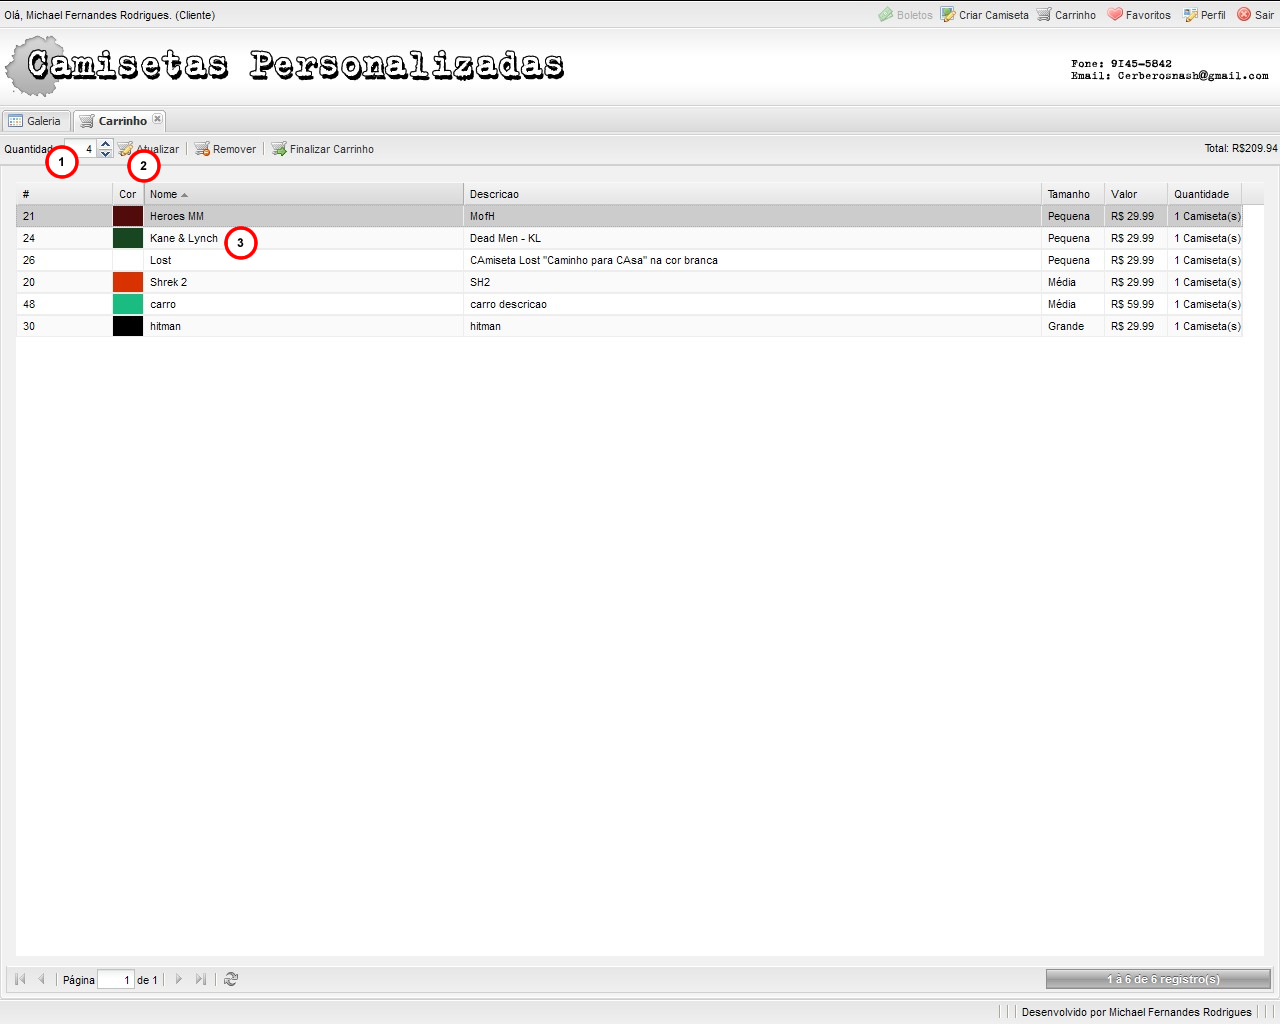 Olá, Michael Fernandes Rodrigues. (Cliente) Boletos Criar Camiseta Carrinho Favoritos Perfil Sair
Camisetas Personalizadas
Fone: 9145-5842
Email: Cerberosnash@gmail.com
Galeria Carrinho
Quantidad 4 Atualizar Remover Finalizar Carrinho Total: R$209.94
1 2
# Cor Nome Descricao Tamanho Valor Quantidade
21 Heroes MM MofH Pequena R$ 29.99 1 Camiseta(s)
24 Kane & Lynch 3 Dead Men - KL Pequena R$ 29.99 1 Camiseta(s)
26 Lost CAmiseta Lost "Caminho para CAsa" na cor branca Pequena R$ 29.99 1 Camiseta(s)
20 Shrek 2 SH2 Média R$ 29.99 1 Camiseta(s)
48 carro carro descricao Média R$ 59.99 1 Camiseta(s)
30 hitman hitman Grande R$ 29.99 1 Camiseta(s)
Página 1 de 1 1 à 6 de 6 registro(s)
Desenvolvido por Michael Fernandes Rodrigues